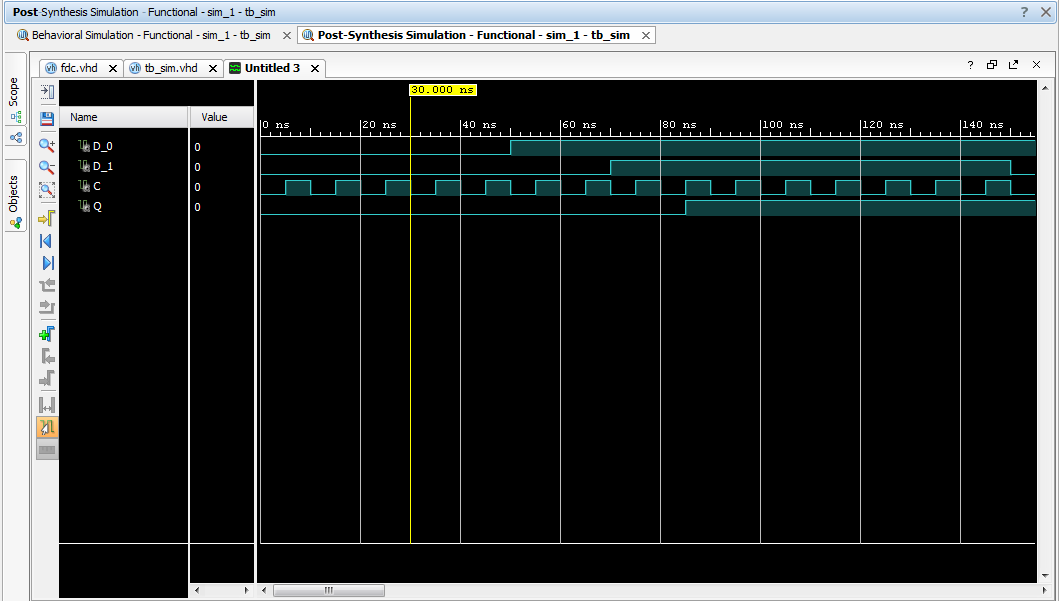 Post-Synthesis Simulation - Functional - sim_1 - tb_sim
?
Behavioral Simulation - Functional - sim_1 - tb_sim
Post-Synthesis Simulation - Functional - sim_1 - tb_sim
Scope
Objects
fdc.vhd
tb_sim.vhd
Untitled 3
?
30.000 ns
Name Value
0 ns 20 ns 40 ns 60 ns 80 ns 100 ns 120 ns 140 ns
D_0 0
D_1 0
C 0
Q 0